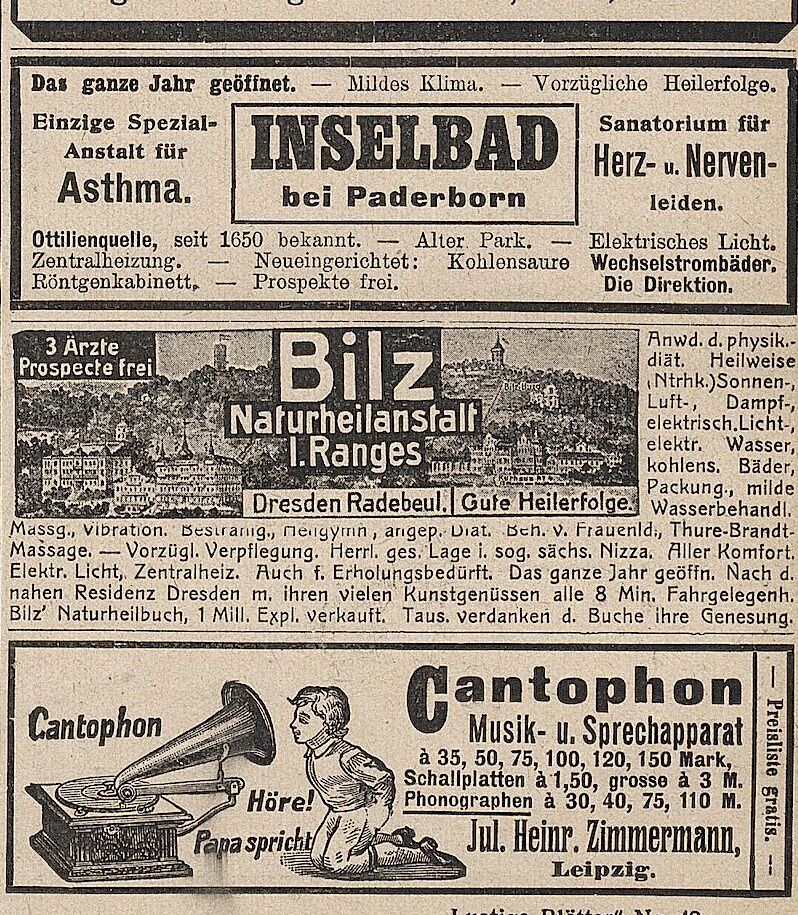 Das ganze Jahr geöffnet. — Mildes Klima. — Vorzügliche Heilerfolge.
Einzige Spezial-
Anstalt für
Asthma.
INSELBAD
bei Paderborn
Sanatorium für
Herz- u. Nerven-
leiden.
Ottilienquelle, seit 1650 bekannt. — Alter Park. — Elektrisches Licht.
Zentralheizung. — Neueingerichtet: Kohlensaure Wechselstrombäder.
Röntgenkabinett. — Prospekte frei. Die Direktion.
3 Ärzte
Prospecte frei
Bilz
Naturheilanstalt
I. Ranges
Dresden Radebeul. Gute Heilerfolge.
Anwd. d. physik.-
diät. Heilweise
(Ntrhk.) Sonnen-,
Luft-, Dampf-,
elektrisch. Licht-,
elektr. Wasser,
kohlens. Bäder,
Packung., milde
Wasserbehandl.
Massg., Vibration. Bestrahlg., Heilgymn., angep. Diät. Beh. v. Frauenld., Thure-Brandt-
Massage. — Vorzügl. Verpflegung. Herrl. ges. Lage i. sog. sächs. Nizza. Aller Komfort.
Elektr. Licht, Zentralheiz. Auch f. Erholungsbedürft. Das ganze Jahr geöffn. Nach d.
nahen Residenz Dresden m. ihren vielen Kunstgenüssen alle 8 Min. Fahrgelegenh.
Bilz' Naturheilbuch, 1 Mill. Expl. verkauft. Taus. verdanken d. Buche ihre Genesung.
Cantophon
Höre!
Papa spricht
Cantophon
Musik- u. Sprechapparat
à 35, 50, 75, 100, 120, 150 Mark,
Schallplatten à 1,50, grosse à 3 M.
Phonographen à 30, 40, 75, 110 M.
Jul. Heinr. Zimmermann,
Leipzig.
— Preisliste gratis. —